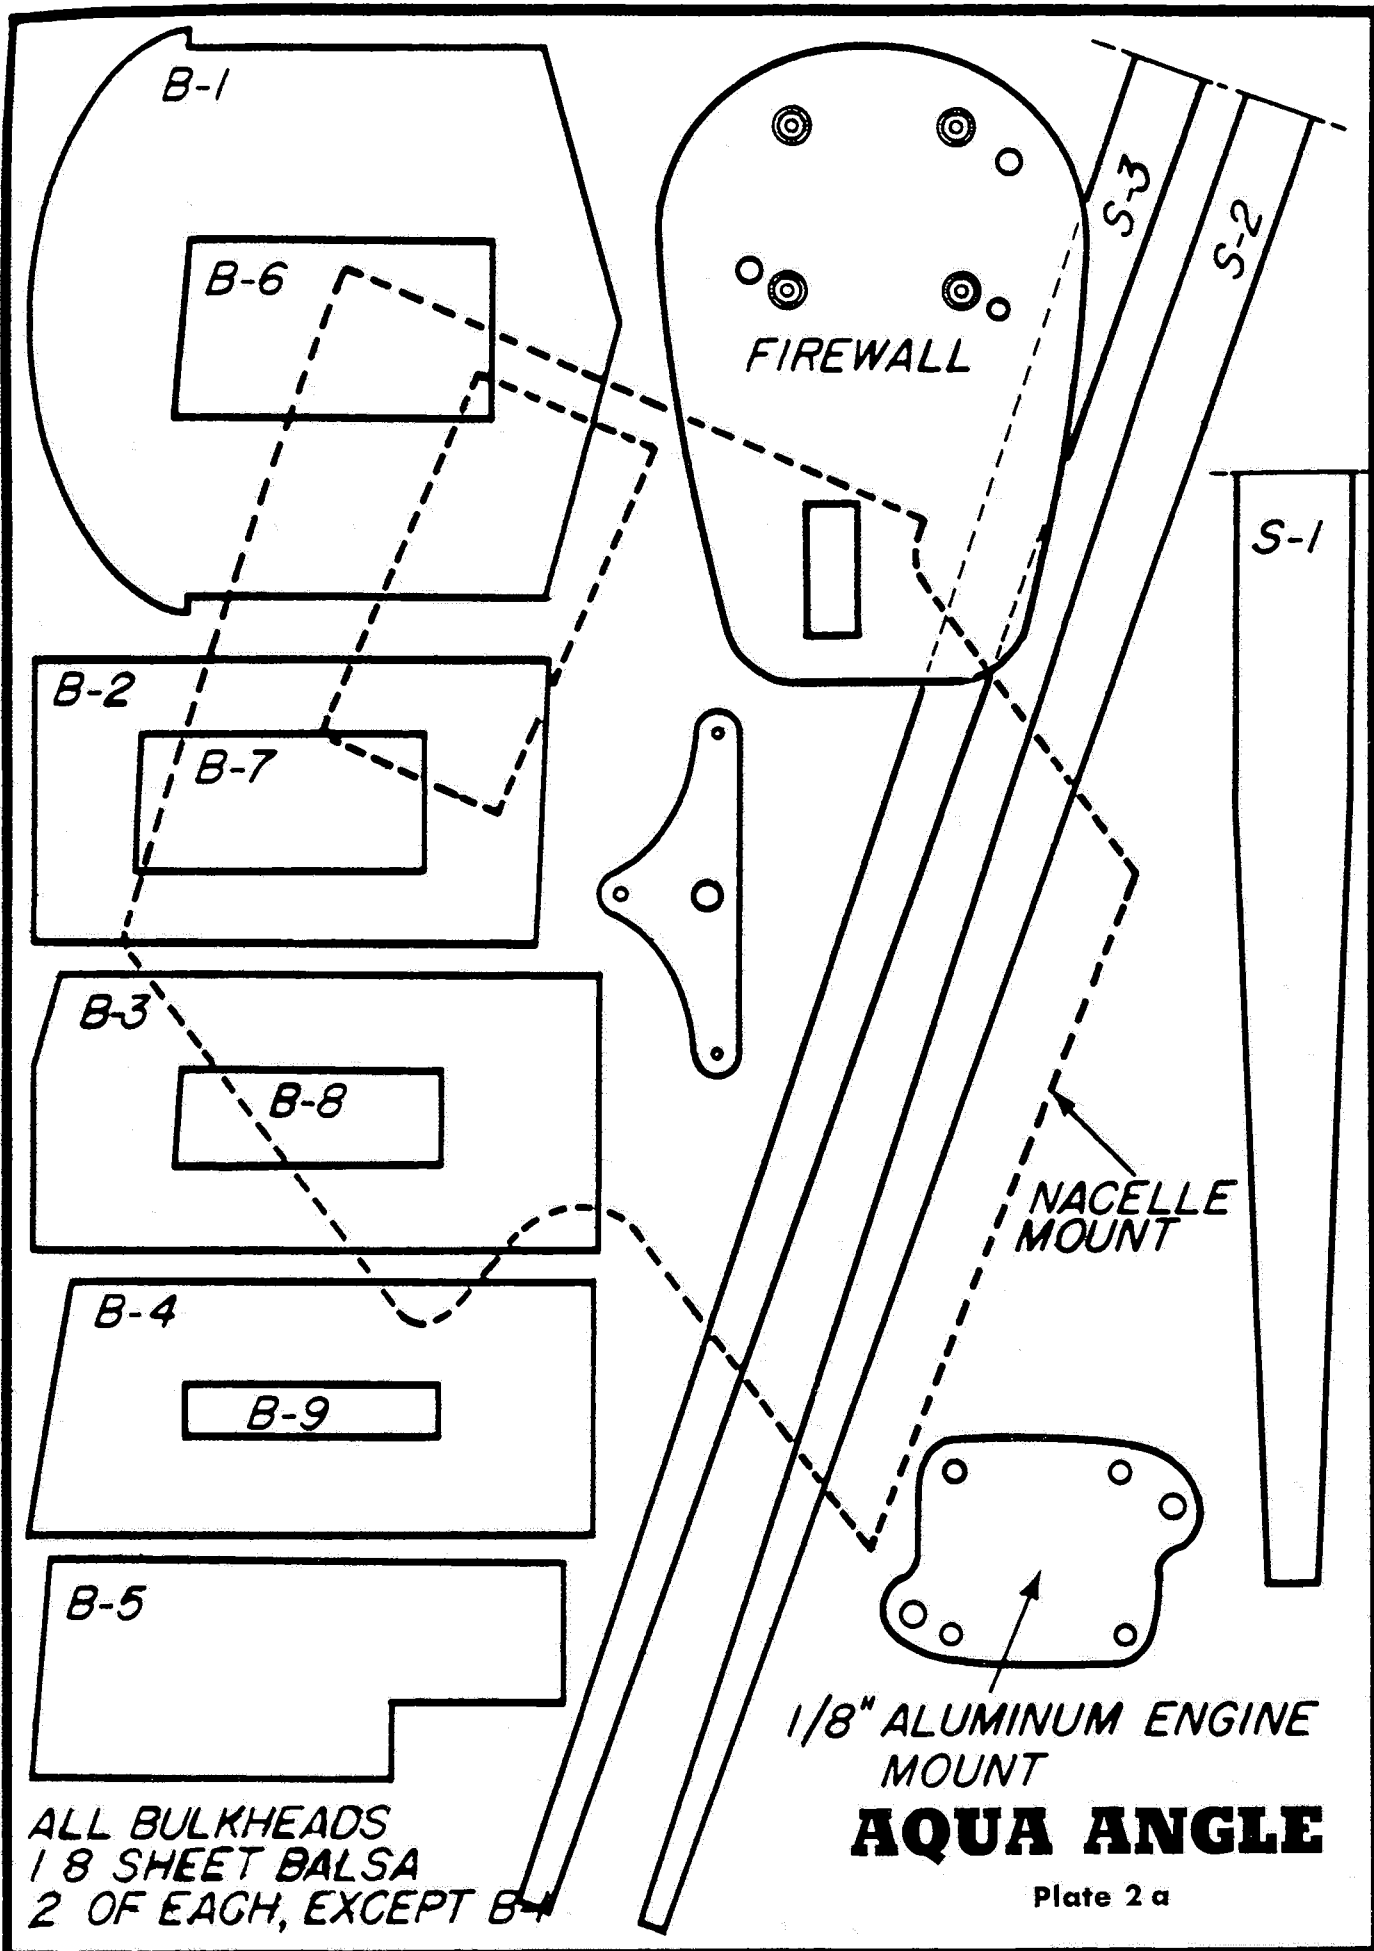 B-1
B-6
FIREWALL
S-3
S-2
S-1
B-2
B-7
B-3
B-8
NACELLE
MOUNT
B-4
B-9
B-5
1/8" ALUMINUM ENGINE
MOUNT
ALL BULKHEADS
1 8 SHEET BALSA
2 OF EACH, EXCEPT B-1
AQUA ANGLE
Plate 2 a